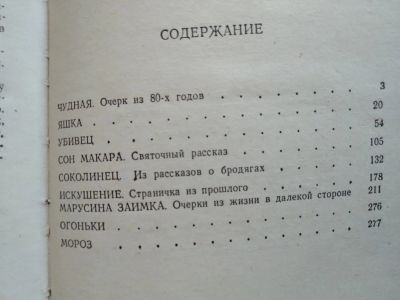 СОДЕРЖАНИЕ
ЧУДНАЯ. Очерк из 80-х годов . . . . . . . 3
ЯШКА . . . . . . . . . . . . 20
УБИВЕЦ . . . . . . . . . . . 54
СОН МАКАРА. Святочный рассказ . . . . . . 105
СОКОЛИНЕЦ. Из рассказов о бродягах . . . . . 132
ИСКУШЕНИЕ. Страничка из прошлого . . . . . 178
МАРУСИНА ЗАИМКА. Очерки из жизни в далекой стороне 211
ОГОНЬКИ . . . . . . . . . . . 276
МОРОЗ . . . . . . . . . . . . 277